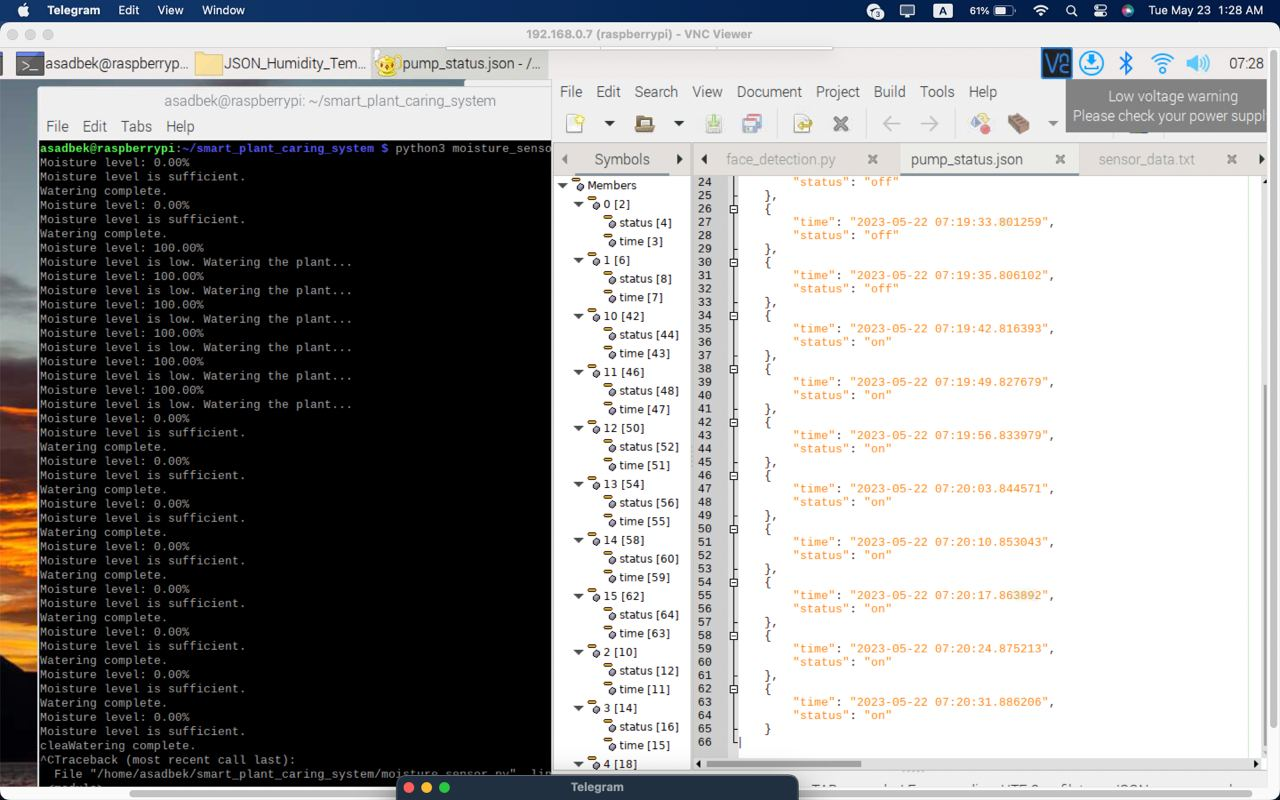 Telegram Edit View Window 3 A 61% Tue May 23 1:28 AM
192.168.0.7 (raspberrypi) - VNC Viewer
asadbek@raspberryp... JSON_Humidity_Tem... pump_status.json - /... 07:28
Low voltage warning
Please check your power suppl
asadbek@raspberrypi: ~/smart_plant_caring_system
File Edit Tabs Help
asadbek@raspberrypi:~/smart_plant_caring_system $ python3 moisture_senso
Moisture level: 0.00%
Moisture level is sufficient.
Watering complete.
Moisture level: 0.00%
Moisture level is sufficient.
Watering complete.
Moisture level: 100.00%
Moisture level is low. Watering the plant...
Moisture level: 100.00%
Moisture level is low. Watering the plant...
Moisture level: 100.00%
Moisture level is low. Watering the plant...
Moisture level: 100.00%
Moisture level is low. Watering the plant...
Moisture level: 100.00%
Moisture level is low. Watering the plant...
Moisture level: 100.00%
Moisture level is low. Watering the plant...
Moisture level: 0.00%
Moisture level is sufficient.
Watering complete.
Moisture level: 0.00%
Moisture level is sufficient.
Watering complete.
Moisture level: 0.00%
Moisture level is sufficient.
Watering complete.
Moisture level: 0.00%
Moisture level is sufficient.
Watering complete.
Moisture level: 0.00%
Moisture level is sufficient.
Watering complete.
Moisture level: 0.00%
Moisture level is sufficient.
Watering complete.
Moisture level: 0.00%
Moisture level is sufficient.
Watering complete.
Moisture level: 0.00%
Moisture level is sufficient.
cleaWatering complete.
^CTraceback (most recent call last):
File "/home/asadbek/smart_plant_caring_system/moisture_sensor.py", lin
File Edit Search View Document Project Build Tools Help
Symbols
face_detection.py pump_status.json sensor_data.txt
Members
0 [2]
status [4]
time [3]
1 [6]
status [8]
time [7]
10 [42]
status [44]
time [43]
11 [46]
status [48]
time [47]
12 [50]
status [52]
time [51]
13 [54]
status [56]
time [55]
14 [58]
status [60]
time [59]
15 [62]
status [64]
time [63]
2 [10]
status [12]
time [11]
3 [14]
status [16]
time [15]
4 [18]
24 "status": "off"
25 },
26 {
27 "time": "2023-05-22 07:19:33.801259",
28 "status": "off"
29 },
30 {
31 "time": "2023-05-22 07:19:35.806102",
32 "status": "off"
33 },
34 {
35 "time": "2023-05-22 07:19:42.816393",
36 "status": "on"
37 },
38 {
39 "time": "2023-05-22 07:19:49.827679",
40 "status": "on"
41 },
42 {
43 "time": "2023-05-22 07:19:56.833979",
44 "status": "on"
45 },
46 {
47 "time": "2023-05-22 07:20:03.844571",
48 "status": "on"
49 },
50 {
51 "time": "2023-05-22 07:20:10.853043",
52 "status": "on"
53 },
54 {
55 "time": "2023-05-22 07:20:17.863892",
56 "status": "on"
57 },
58 {
59 "time": "2023-05-22 07:20:24.875213",
60 "status": "on"
61 },
62 {
63 "time": "2023-05-22 07:20:31.886206",
64 "status": "on"
65 }
66
Telegram